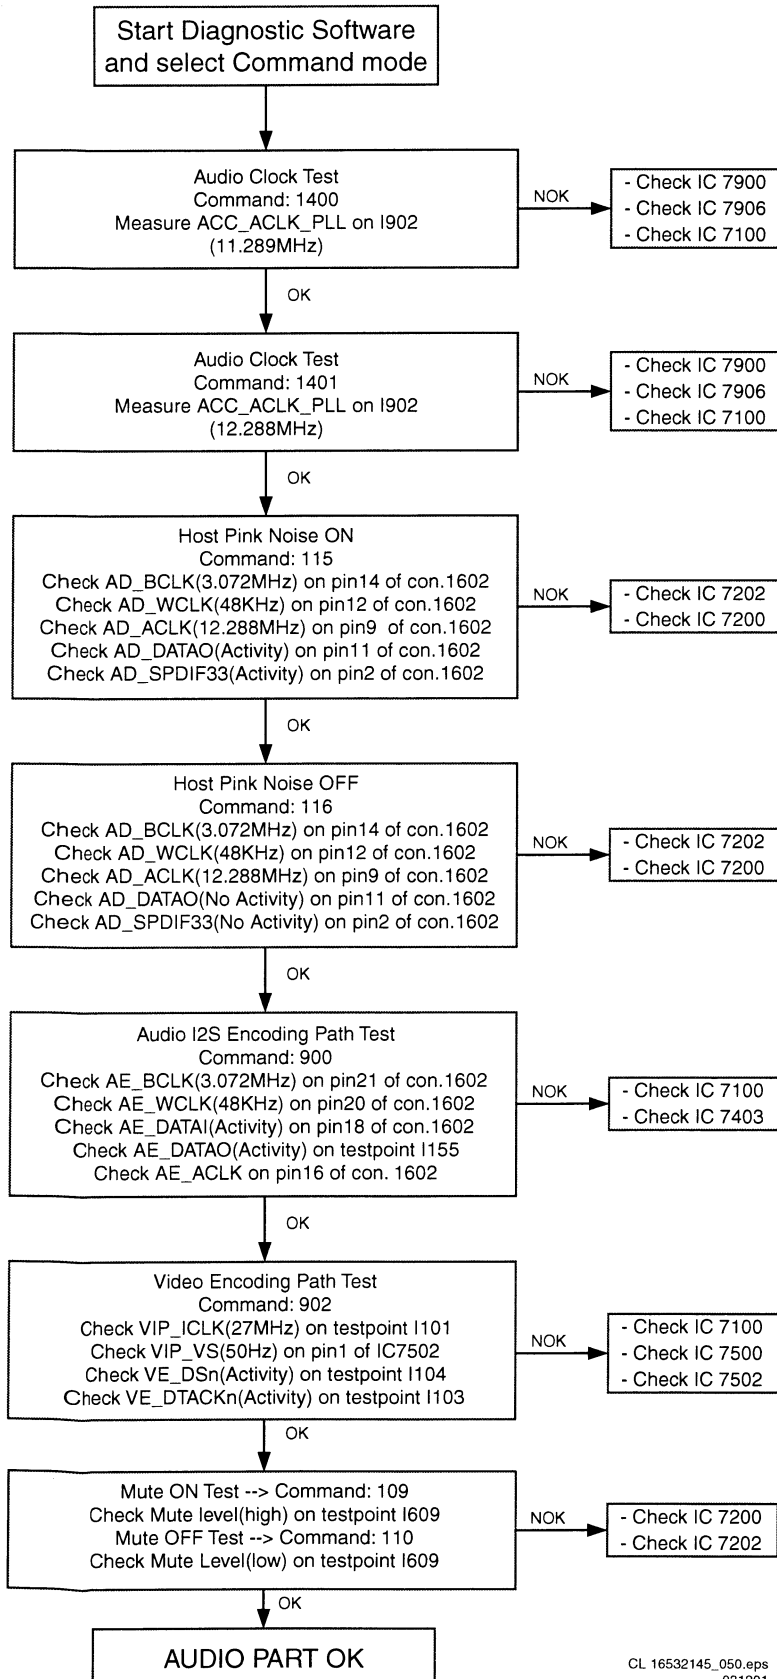 Start Diagnostic Software
and select Command mode
Audio Clock Test
Command: 1400
Measure ACC_ACLK_PLL on I902
(11.289MHz)
NOK
- Check IC 7900
- Check IC 7906
- Check IC 7100
OK
Audio Clock Test
Command: 1401
Measure ACC_ACLK_PLL on I902
(12.288MHz)
NOK
- Check IC 7900
- Check IC 7906
- Check IC 7100
OK
Host Pink Noise ON
Command: 115
Check AD_BCLK(3.072MHz) on pin14 of con.1602
Check AD_WCLK(48KHz) on pin12 of con.1602
Check AD_ACLK(12.288MHz) on pin9 of con.1602
Check AD_DATAO(Activity) on pin11 of con.1602
Check AD_SPDIF33(Activity) on pin2 of con.1602
NOK
- Check IC 7202
- Check IC 7200
OK
Host Pink Noise OFF
Command: 116
Check AD_BCLK(3.072MHz) on pin14 of con.1602
Check AD_WCLK(48KHz) on pin12 of con.1602
Check AD_ACLK(12.288MHz) on pin9 of con.1602
Check AD_DATAO(No Activity) on pin11 of con.1602
Check AD_SPDIF33(No Activity) on pin2 of con.1602
NOK
- Check IC 7202
- Check IC 7200
OK
Audio I2S Encoding Path Test
Command: 900
Check AE_BCLK(3.072MHz) on pin21 of con.1602
Check AE_WCLK(48KHz) on pin20 of con.1602
Check AE_DATAI(Activity) on pin18 of con.1602
Check AE_DATAO(Activity) on testpoint I155
Check AE_ACLK on pin16 of con. 1602
NOK
- Check IC 7100
- Check IC 7403
OK
Video Encoding Path Test
Command: 902
Check VIP_ICLK(27MHz) on testpoint I101
Check VIP_VS(50Hz) on pin1 of IC7502
Check VE_DSn(Activity) on testpoint I104
Check VE_DTACKn(Activity) on testpoint I103
NOK
- Check IC 7100
- Check IC 7500
- Check IC 7502
OK
Mute ON Test --> Command: 109
Check Mute level(high) on testpoint I609
Mute OFF Test --> Command: 110
Check Mute Level(low) on testpoint I609
NOK
- Check IC 7200
- Check IC 7202
OK
AUDIO PART OK
CL 16532145_050.eps